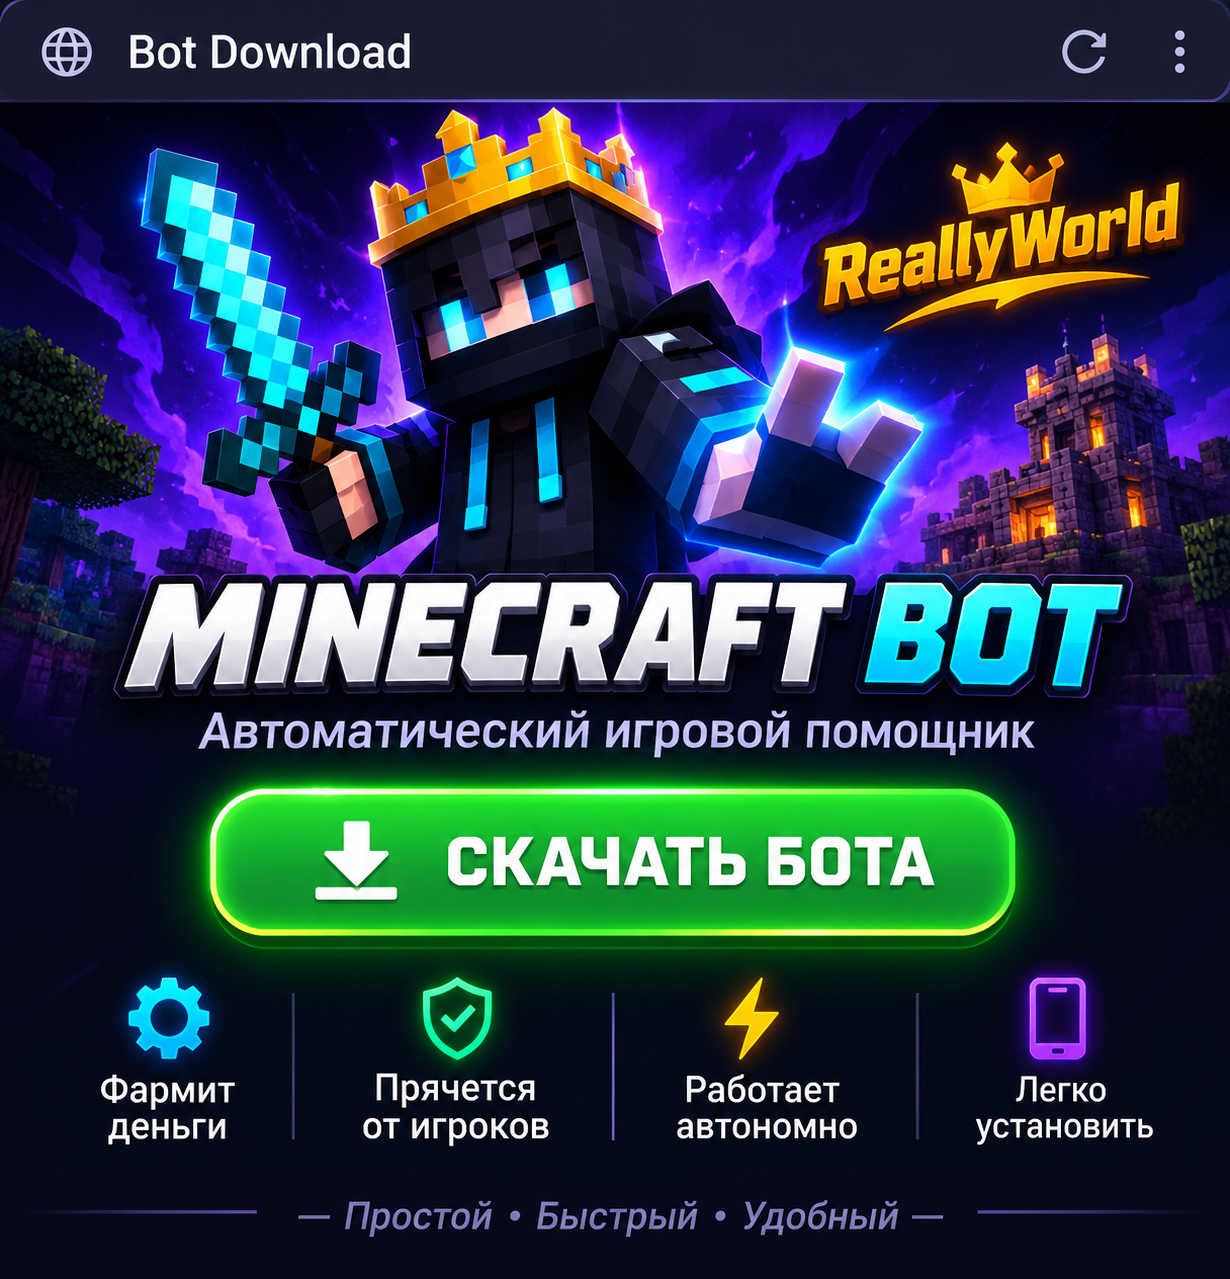 Bot Download
ReallyWorld
MINECRAFT BOT
Автоматический игровой помощник
СКАЧАТЬ БОТА
Фармит
деньги
Прячется
от игроков
Работает
автономно
Легко
установить
— Простой • Быстрый • Удобный —